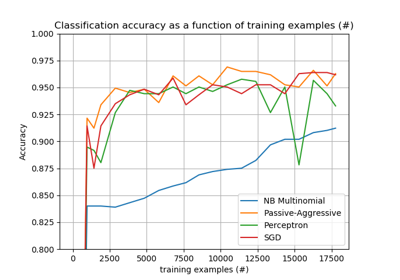 Classification accuracy as a function of training examples (#)
1.000
0.975
0.950
0.925
0.900
0.875
0.850
0.825
0.800
Accuracy
NB Multinomial
Passive-Aggressive
Perceptron
SGD
0 2500 5000 7500 10000 12500 15000 17500
training examples (#)